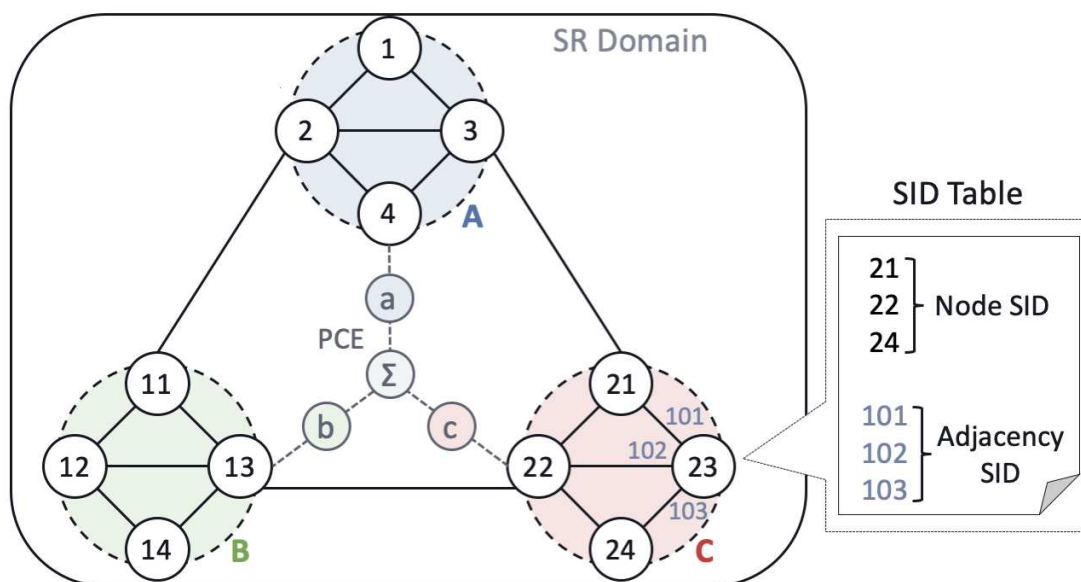 SR Domain
1
2
3
4
A
a
PCE
Σ
b
c
11
12
13
14
B
21
101
22
102
23
103
24
C
SID Table
21
22
24
Node SID
101
102
103
Adjacency
SID